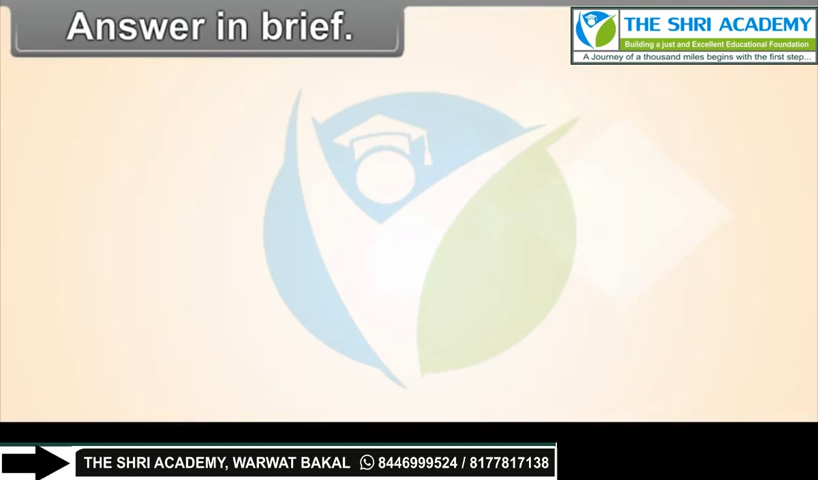 Answer in brief.
THE SHRI ACADEMY
Building a just and Excellent Educational Foundation
A Journey of a thousand miles begins with the first step...
THE SHRI ACADEMY, WARWAT BAKAL 8446999524 / 8177817138